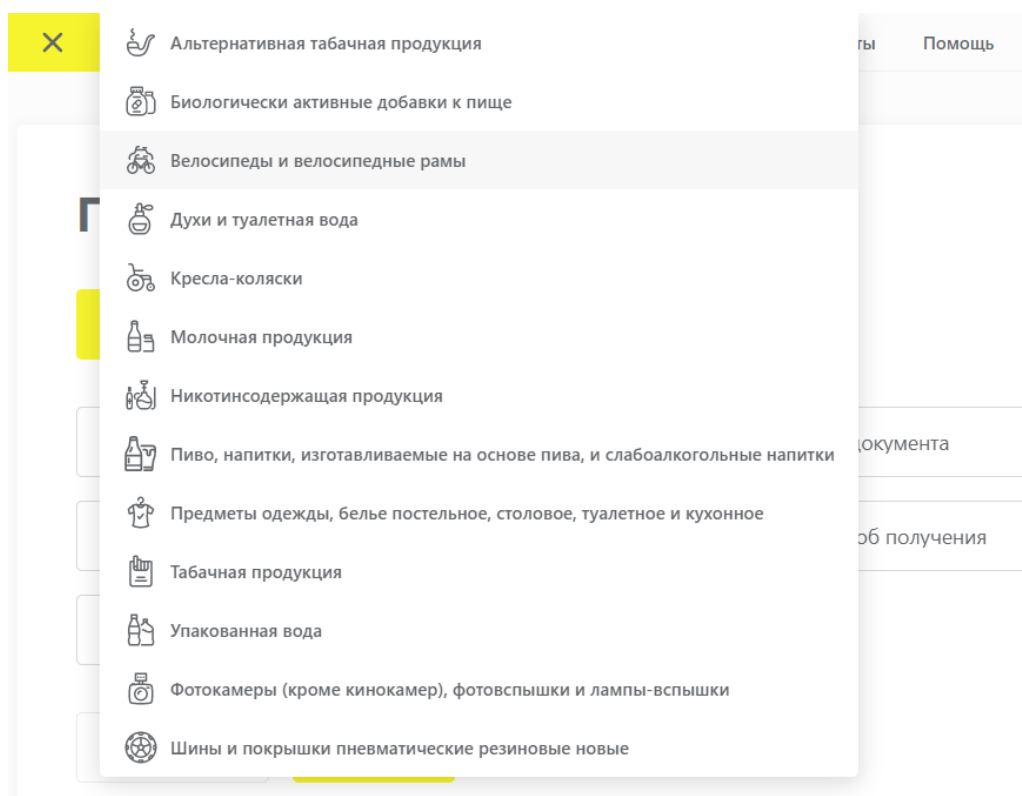 Альтернативная табачная продукция
ты Помощь
Биологически активные добавки к пище
Велосипеды и велосипедные рамы
Духи и туалетная вода
Кресла-коляски
Молочная продукция
Никотинсодержащая продукция
документа
Пиво, напитки, изготавливаемые на основе пива, и слабоалкогольные напитки
Предметы одежды, белье постельное, столовое, туалетное и кухонное
об получения
Табачная продукция
Упакованная вода
Фотокамеры (кроме кинокамер), фотовспышки и лампы-вспышки
Шины и покрышки пневматические резиновые новые